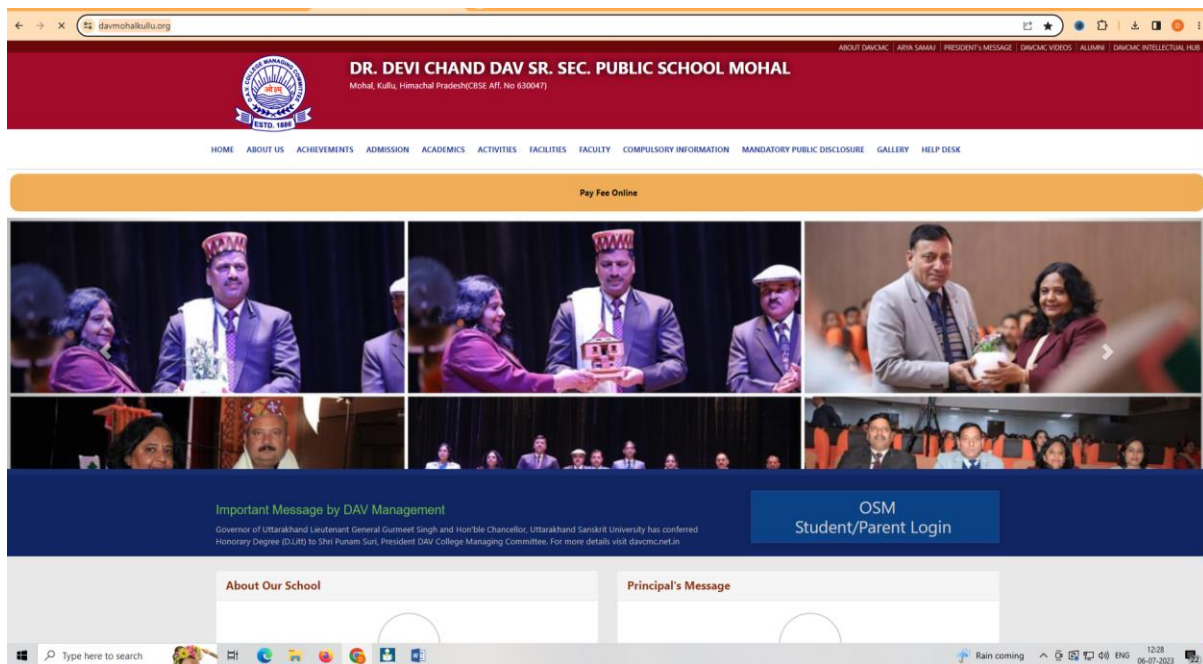 davmohalkullu.org
ABOUT DAVCMC | ARYA SAMAJ | PRESIDENT's MESSAGE | DAVCMC VIDEOS | ALUMNI | DAVCMC INTELLECTUAL HUB
D.A.V. COLLEGE MANAGING COMMITTEE
ओ३म्
ESTD. 1886
DR. DEVI CHAND DAV SR. SEC. PUBLIC SCHOOL MOHAL
Mohal, Kullu, Himachal Pradesh(CBSE Aff. No 630047)
HOME ABOUT US ACHIEVEMENTS ADMISSION ACADEMICS ACTIVITIES FACILITIES FACULTY COMPULSORY INFORMATION MANDATORY PUBLIC DISCLOSURE GALLERY HELP DESK
Pay Fee Online
Important Message by DAV Management
Governor of Uttarakhand Lieutenant General Gurmeet Singh and Hon'ble Chancellor, Uttarakhand Sanskrit University has conferred
Honorary Degree (D.Litt) to Shri Punam Suri, President DAV College Managing Committee. For more details visit davcmc.net.in
OSM
Student/Parent Login
About Our School
Principal's Message
Type here to search
Rain coming
ENG
12:28
06-07-2023